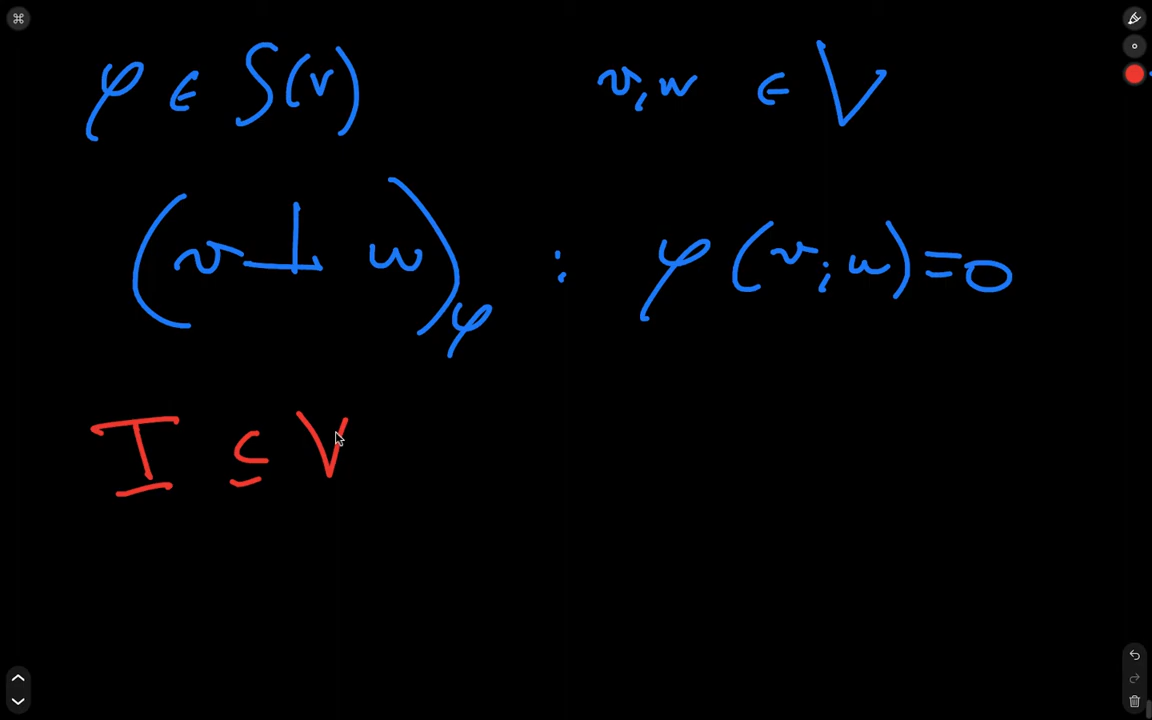 φ ∈ S(V) v, w ∈ V
(v ⊥ w)_φ : φ(v; w) = 0
I ⊆ V